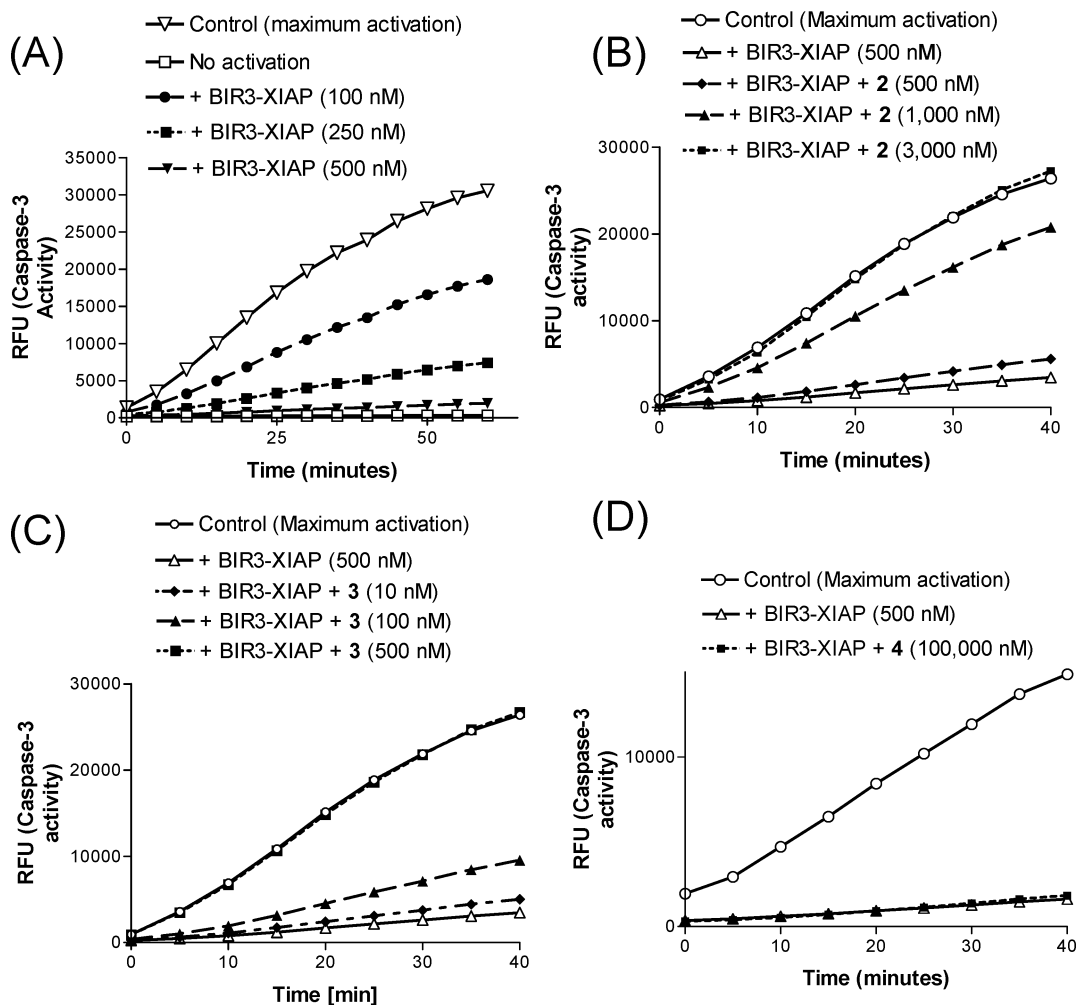 (A)
Control (maximum activation)
No activation
+ BIR3-XIAP (100 nM)
+ BIR3-XIAP (250 nM)
+ BIR3-XIAP (500 nM)
RFU (Caspase-3
Activity)
35000
30000
25000
20000
15000
10000
5000
0
0
25
50
Time (minutes)
(B)
Control (Maximum activation)
+ BIR3-XIAP (500 nM)
+ BIR3-XIAP + 2 (500 nM)
+ BIR3-XIAP + 2 (1,000 nM)
+ BIR3-XIAP + 2 (3,000 nM)
RFU (Caspase-3
activity)
30000
20000
10000
0
0
10
20
30
40
Time (minutes)
(C)
Control (Maximum activation)
+ BIR3-XIAP (500 nM)
+ BIR3-XIAP + 3 (10 nM)
+ BIR3-XIAP + 3 (100 nM)
+ BIR3-XIAP + 3 (500 nM)
RFU (Caspase-3
activity)
30000
20000
10000
0
0
10
20
30
40
Time [min]
(D)
Control (Maximum activation)
+ BIR3-XIAP (500 nM)
+ BIR3-XIAP + 4 (100,000 nM)
RFU (Caspase-3
activity)
10000
0
0
10
20
30
40
Time (minutes)